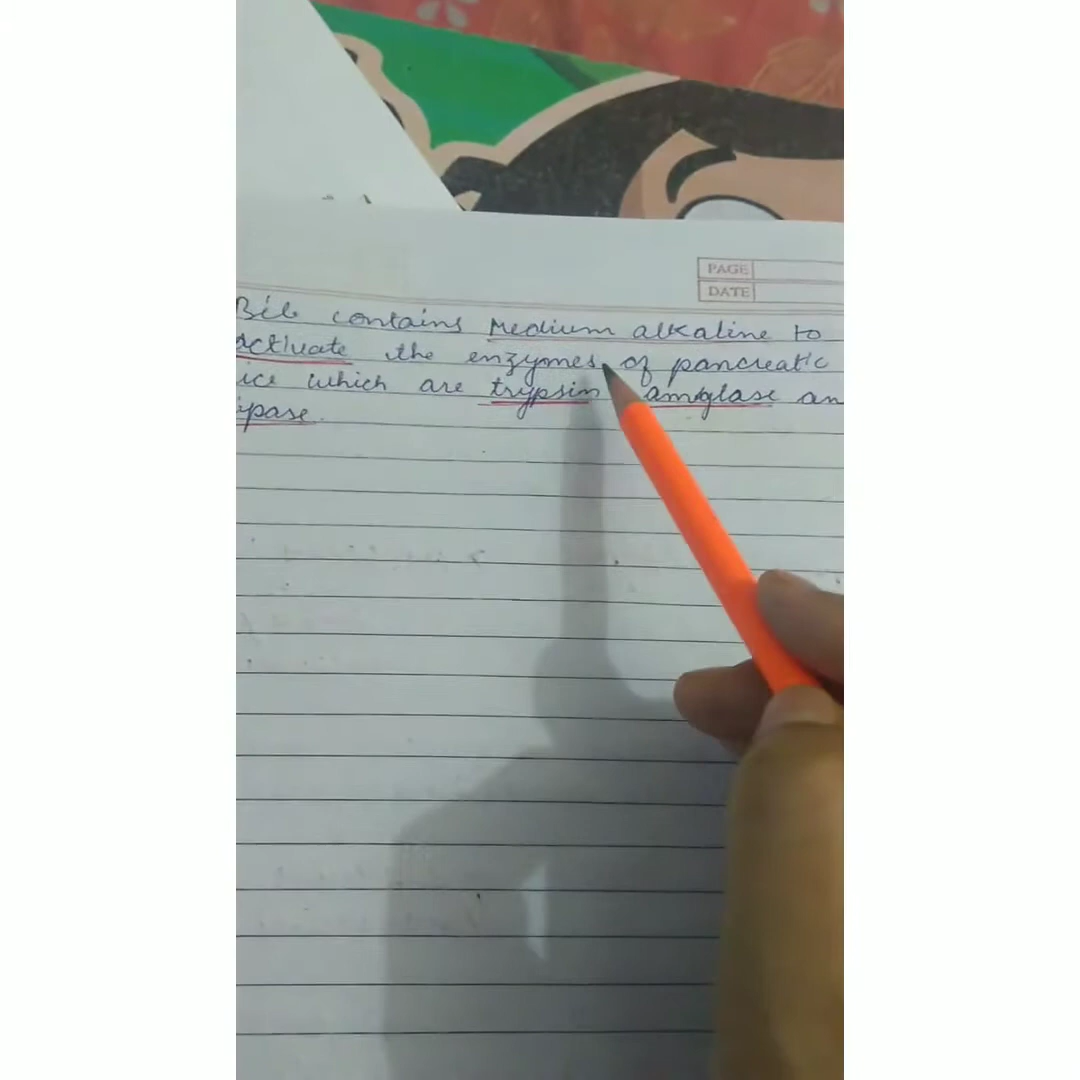 PAGE
DATE
Bile contains Medium alkaline to
activate the enzymes of pancreatic
ice which are trypsin amylase an
ipase.